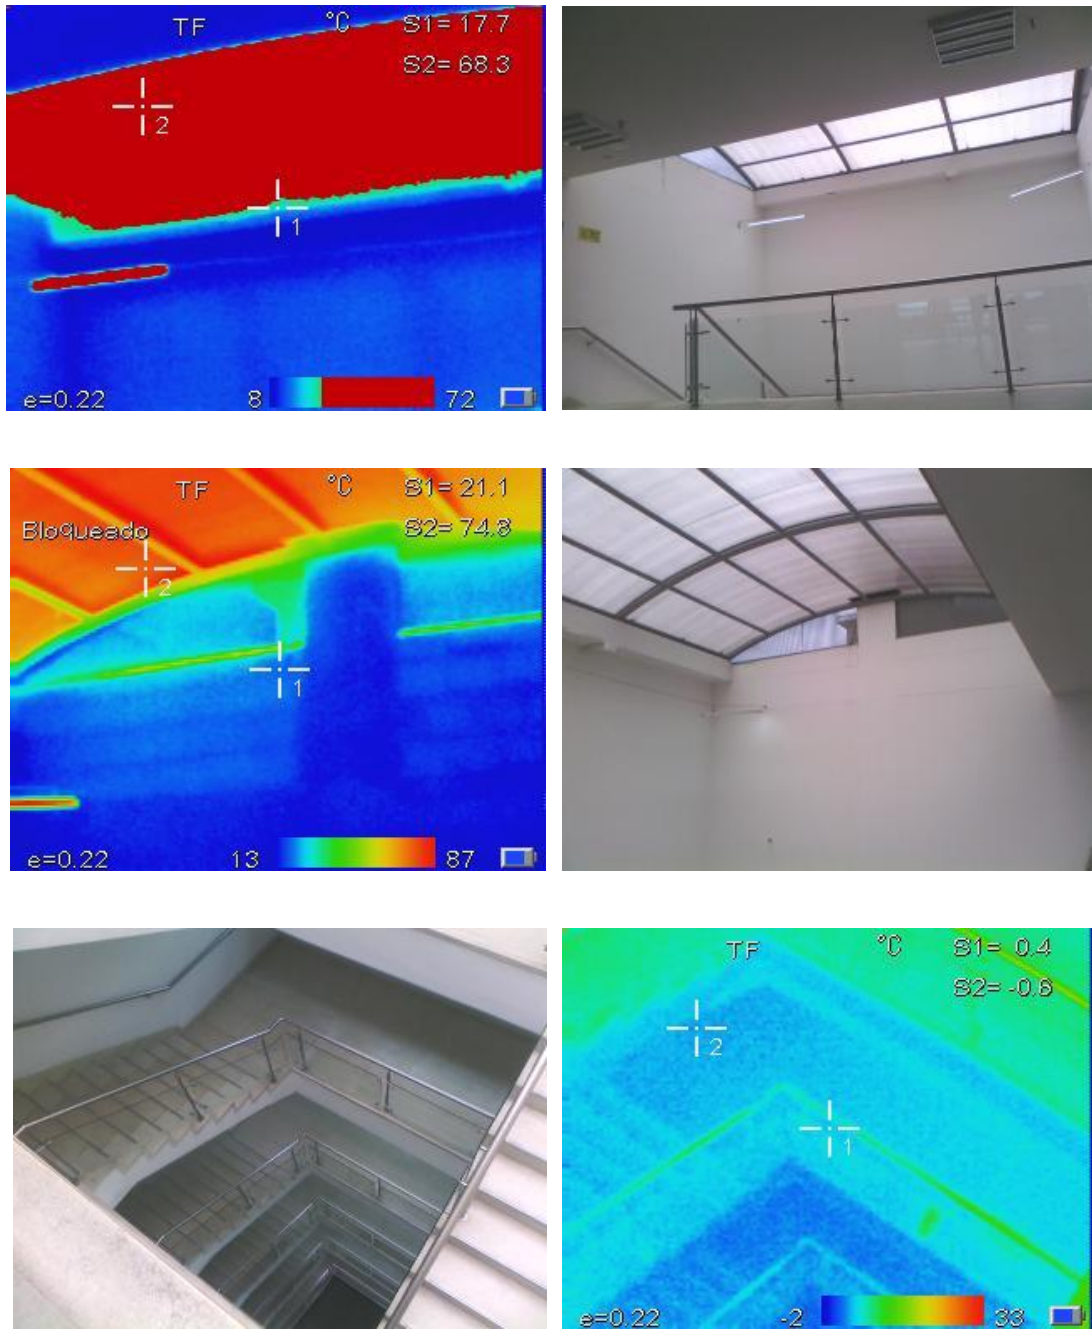 TF °C S1= 17.7
S2= 68.3
e=0.22 8 72
2
1
TF °C S1= 21.1
Bloqueado S2= 74.8
2
1
e=0.22 13 87
TF °C S1= 0.4
S2= -0.8
2
1
e=0.22 -2 33